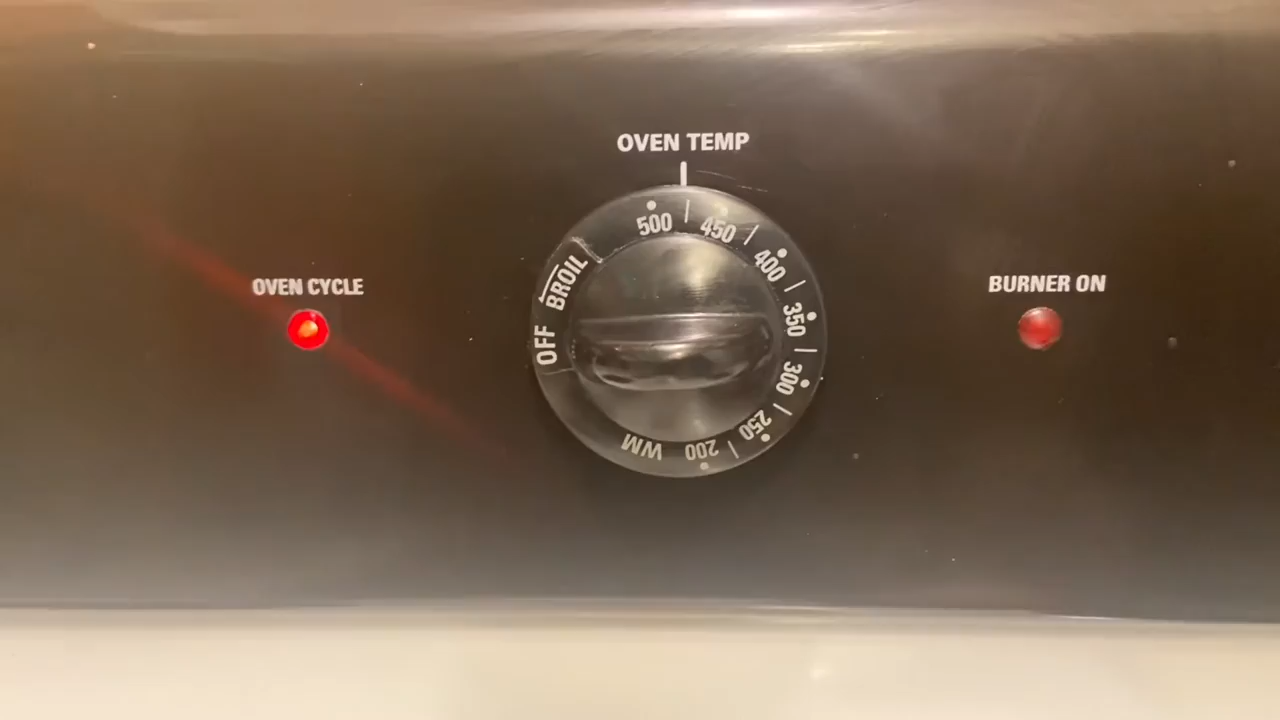 OVEN TEMP
OVEN CYCLE
BURNER ON
OFF
BROIL
500
450
400
350
300
250
200
WM